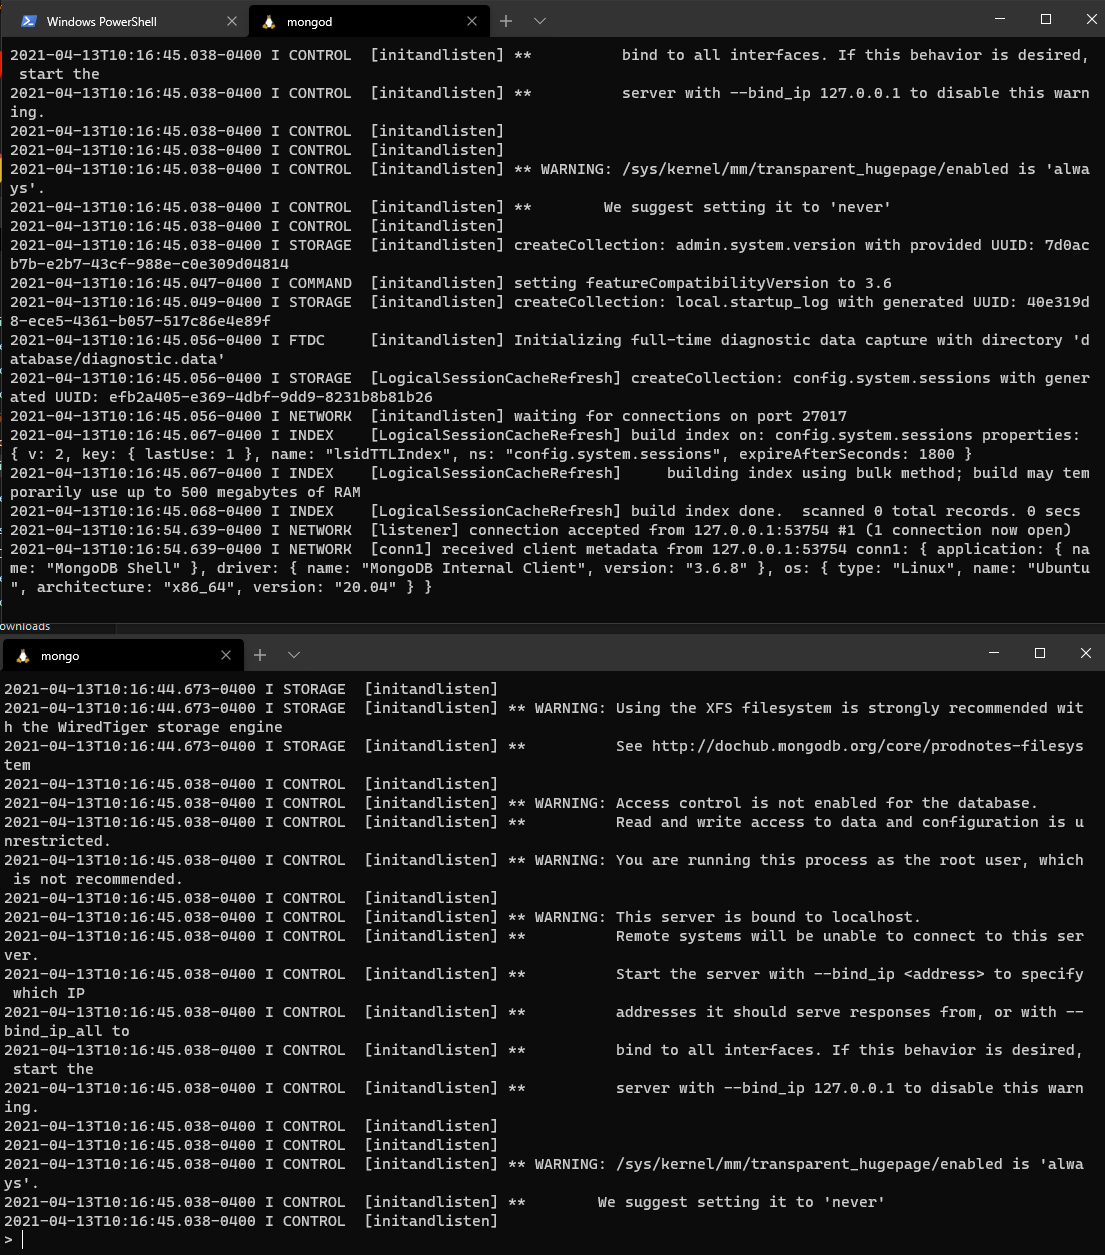 Windows PowerShell
mongod
2021-04-13T10:16:45.038-0400 I CONTROL  [initandlisten] **          bind to all interfaces. If this behavior is desired,
 start the
2021-04-13T10:16:45.038-0400 I CONTROL  [initandlisten] **          server with --bind_ip 127.0.0.1 to disable this warn
ing.
2021-04-13T10:16:45.038-0400 I CONTROL  [initandlisten]
2021-04-13T10:16:45.038-0400 I CONTROL  [initandlisten]
2021-04-13T10:16:45.038-0400 I CONTROL  [initandlisten] ** WARNING: /sys/kernel/mm/transparent_hugepage/enabled is 'alwa
ys'.
2021-04-13T10:16:45.038-0400 I CONTROL  [initandlisten] **        We suggest setting it to 'never'
2021-04-13T10:16:45.038-0400 I CONTROL  [initandlisten]
2021-04-13T10:16:45.038-0400 I STORAGE  [initandlisten] createCollection: admin.system.version with provided UUID: 7d0ac
b7b-e2b7-43cf-988e-c0e309d04814
2021-04-13T10:16:45.047-0400 I COMMAND  [initandlisten] setting featureCompatibilityVersion to 3.6
2021-04-13T10:16:45.049-0400 I STORAGE  [initandlisten] createCollection: local.startup_log with generated UUID: 40e319d
8-ece5-4361-b057-517c86e4e89f
2021-04-13T10:16:45.056-0400 I FTDC     [initandlisten] Initializing full-time diagnostic data capture with directory 'd
atabase/diagnostic.data'
2021-04-13T10:16:45.056-0400 I STORAGE  [LogicalSessionCacheRefresh] createCollection: config.system.sessions with gener
ated UUID: efb2a405-e369-4dbf-9dd9-8231b8b81b26
2021-04-13T10:16:45.056-0400 I NETWORK  [initandlisten] waiting for connections on port 27017
2021-04-13T10:16:45.067-0400 I INDEX    [LogicalSessionCacheRefresh] build index on: config.system.sessions properties:
{ v: 2, key: { lastUse: 1 }, name: "lsidTTLIndex", ns: "config.system.sessions", expireAfterSeconds: 1800 }
2021-04-13T10:16:45.067-0400 I INDEX    [LogicalSessionCacheRefresh]     building index using bulk method; build may tem
porarily use up to 500 megabytes of RAM
2021-04-13T10:16:45.068-0400 I INDEX    [LogicalSessionCacheRefresh] build index done.  scanned 0 total records. 0 secs
2021-04-13T10:16:54.639-0400 I NETWORK  [listener] connection accepted from 127.0.0.1:53754 #1 (1 connection now open)
2021-04-13T10:16:54.639-0400 I NETWORK  [conn1] received client metadata from 127.0.0.1:53754 conn1: { application: { na
me: "MongoDB Shell" }, driver: { name: "MongoDB Internal Client", version: "3.6.8" }, os: { type: "Linux", name: "Ubuntu
", architecture: "x86_64", version: "20.04" } }
ownloads
mongo
2021-04-13T10:16:44.673-0400 I STORAGE  [initandlisten]
2021-04-13T10:16:44.673-0400 I STORAGE  [initandlisten] ** WARNING: Using the XFS filesystem is strongly recommended wit
h the WiredTiger storage engine
2021-04-13T10:16:44.673-0400 I STORAGE  [initandlisten] **          See http://dochub.mongodb.org/core/prodnotes-filesys
tem
2021-04-13T10:16:45.038-0400 I CONTROL  [initandlisten]
2021-04-13T10:16:45.038-0400 I CONTROL  [initandlisten] ** WARNING: Access control is not enabled for the database.
2021-04-13T10:16:45.038-0400 I CONTROL  [initandlisten] **          Read and write access to data and configuration is u
nrestricted.
2021-04-13T10:16:45.038-0400 I CONTROL  [initandlisten] ** WARNING: You are running this process as the root user, which
 is not recommended.
2021-04-13T10:16:45.038-0400 I CONTROL  [initandlisten]
2021-04-13T10:16:45.038-0400 I CONTROL  [initandlisten] ** WARNING: This server is bound to localhost.
2021-04-13T10:16:45.038-0400 I CONTROL  [initandlisten] **          Remote systems will be unable to connect to this ser
ver.
2021-04-13T10:16:45.038-0400 I CONTROL  [initandlisten] **          Start the server with --bind_ip <address> to specify
 which IP
2021-04-13T10:16:45.038-0400 I CONTROL  [initandlisten] **          addresses it should serve responses from, or with --
bind_ip_all to
2021-04-13T10:16:45.038-0400 I CONTROL  [initandlisten] **          bind to all interfaces. If this behavior is desired,
 start the
2021-04-13T10:16:45.038-0400 I CONTROL  [initandlisten] **          server with --bind_ip 127.0.0.1 to disable this warn
ing.
2021-04-13T10:16:45.038-0400 I CONTROL  [initandlisten]
2021-04-13T10:16:45.038-0400 I CONTROL  [initandlisten]
2021-04-13T10:16:45.038-0400 I CONTROL  [initandlisten] ** WARNING: /sys/kernel/mm/transparent_hugepage/enabled is 'alwa
ys'.
2021-04-13T10:16:45.038-0400 I CONTROL  [initandlisten] **        We suggest setting it to 'never'
2021-04-13T10:16:45.038-0400 I CONTROL  [initandlisten]
>